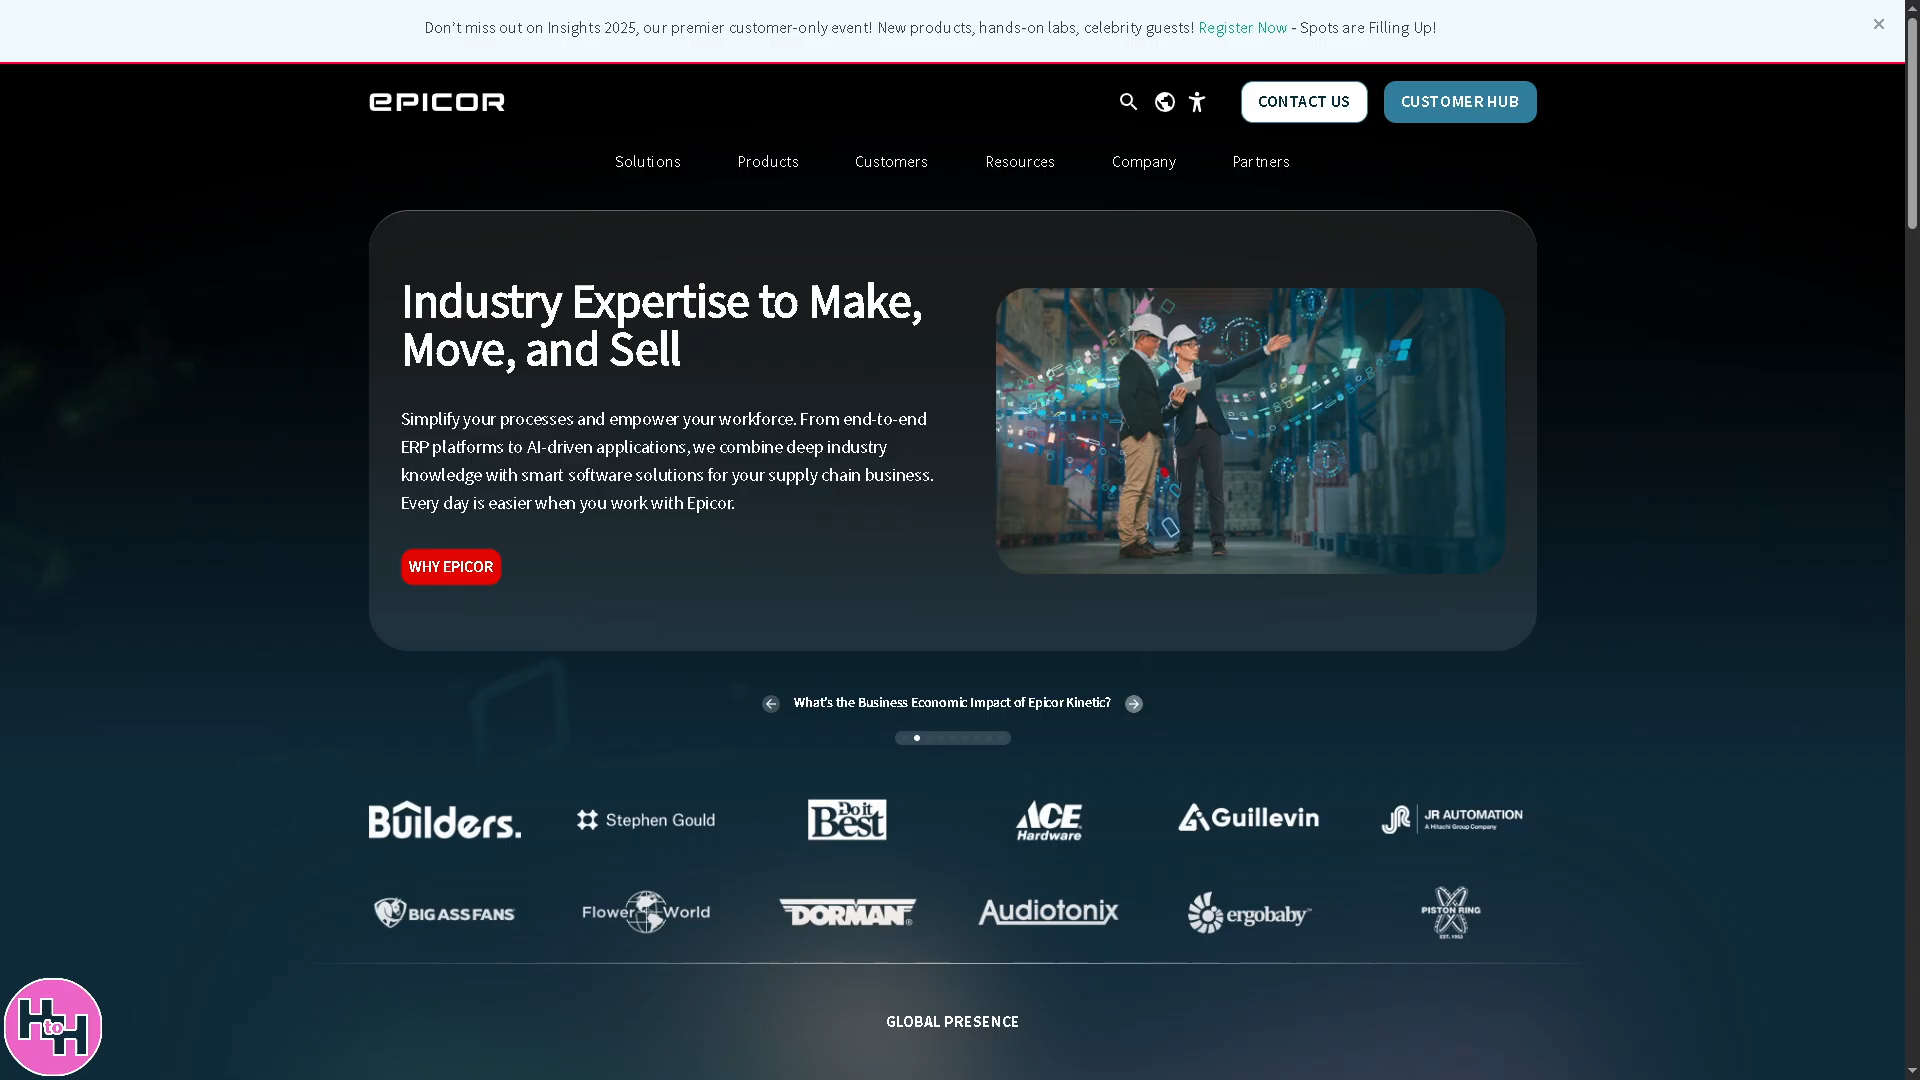 Don’t miss out on Insights 2025, our premier customer-only event! New products, hands-on labs, celebrity guests! Register Now - Spots are Filling Up!
EPICOR
CONTACT US
CUSTOMER HUB
Solutions
Products
Customers
Resources
Company
Partners
Industry Expertise to Make,
Move, and Sell
Simplify your processes and empower your workforce. From end-to-end
ERP platforms to AI-driven applications, we combine deep industry
knowledge with smart software solutions for your supply chain business.
Every day is easier when you work with Epicor.
WHY EPICOR
What’s the Business Economic Impact of Epicor Kinetic?
Builders.
Stephen Gould
Do it
Best
ACE
Hardware
Guillevin
JR AUTOMATION
A Hitachi Group Company
BIG ASS FANS
Flower World
DORMAN®
Audiotonix
ergobaby™
PISTON RING
EST. 1952
GLOBAL PRESENCE
H to H